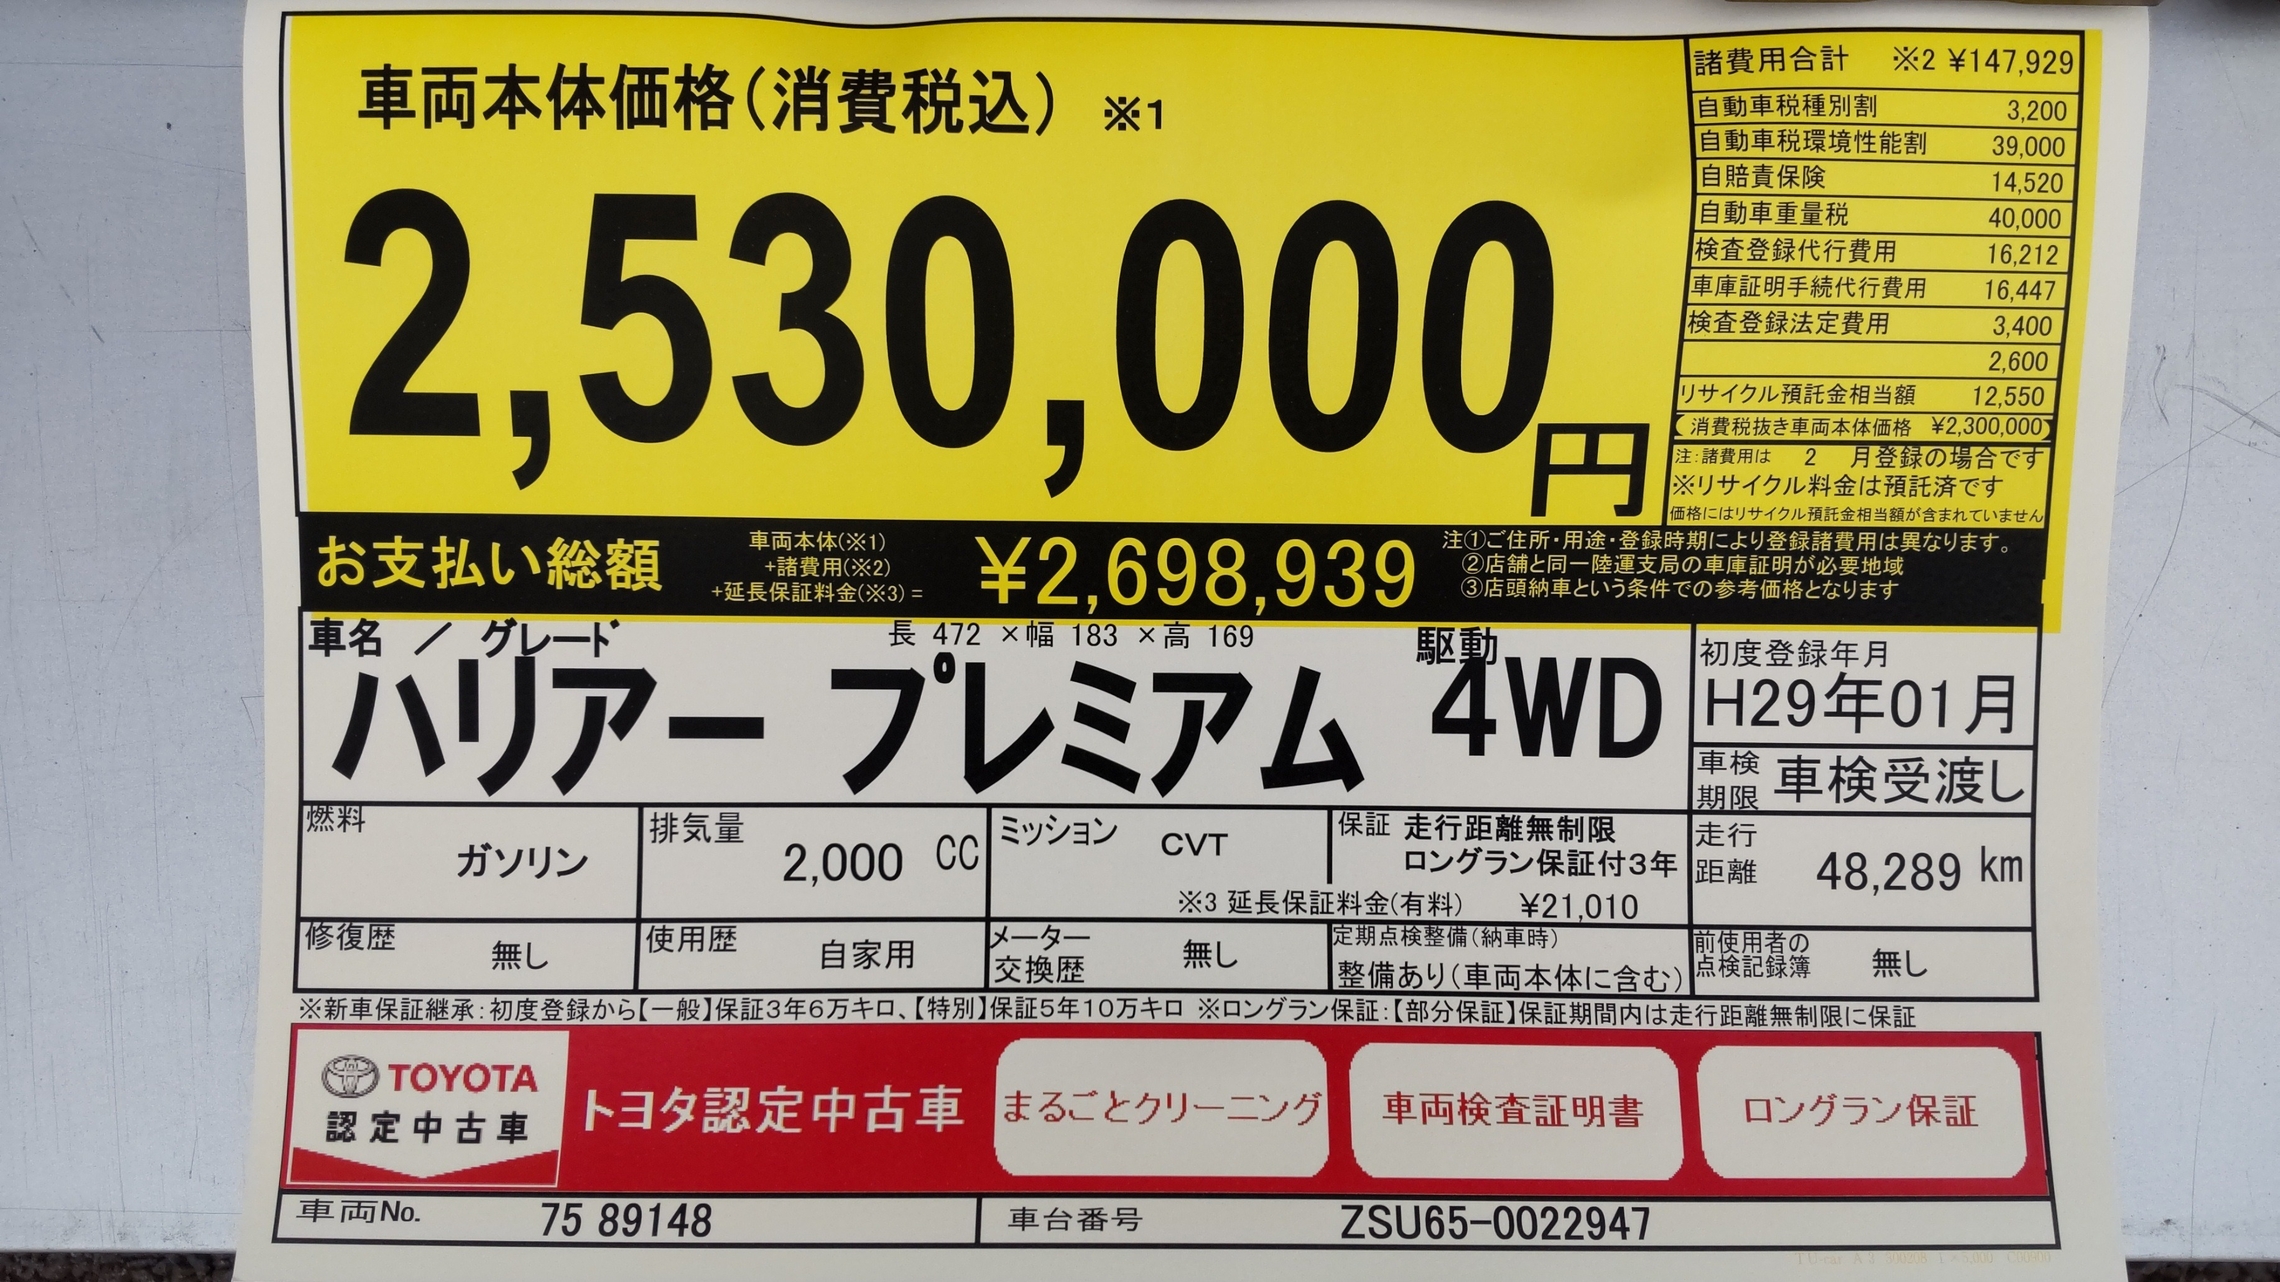 車両本体価格(消費税込) ※1
2,530,000円
諸費用合計 ※2 ¥147,929
自動車税種別割 3,200
自動車税環境性能割 39,000
自賠責保険 14,520
自動車重量税 40,000
検査登録代行費用 16,212
車庫証明手続代行費用 16,447
検査登録法定費用 3,400
2,600
リサイクル預託金相当額 12,550
( 消費税抜き車両本体価格 ¥2,300,000)
注:諸費用は 2 月登録の場合です
※リサイクル料金は預託済です
価格にはリサイクル預託金相当額が含まれていません
お支払い総額
車両本体(※1)
+諸費用(※2)
+延長保証料金(※3)=
¥2,698,939
注①ご住所・用途・登録時期により登録諸費用は異なります。
②店舗と同一陸運支局の車庫証明が必要地域
③店頭納車という条件での参考価格となります
車名 / グレード 長 472 ×幅 183 ×高 169 駆動
ハリアー プレミアム 4WD
初度登録年月
H29年01月
車検期限 車検受渡し
燃料 ガソリン
排気量 2,000 CC
ミッション CVT
保証 走行距離無制限
ロングラン保証付3年
※3 延長保証料金(有料) ¥21,010
走行距離 48,289 km
修復歴 無し
使用歴 自家用
メーター交換歴 無し
定期点検整備(納車時)
整備あり(車両本体に含む)
前使用者の点検記録簿 無し
※新車保証継承:初度登録から【一般】保証3年6万キロ、【特別】保証5年10万キロ ※ロングラン保証:【部分保証】保証期間内は走行距離無制限に保証
TOYOTA
認定中古車
トヨタ認定中古車
まるごとクリーニング
車両検査証明書
ロングラン保証
車両No. 75 89148
車台番号 ZSU65-0022947